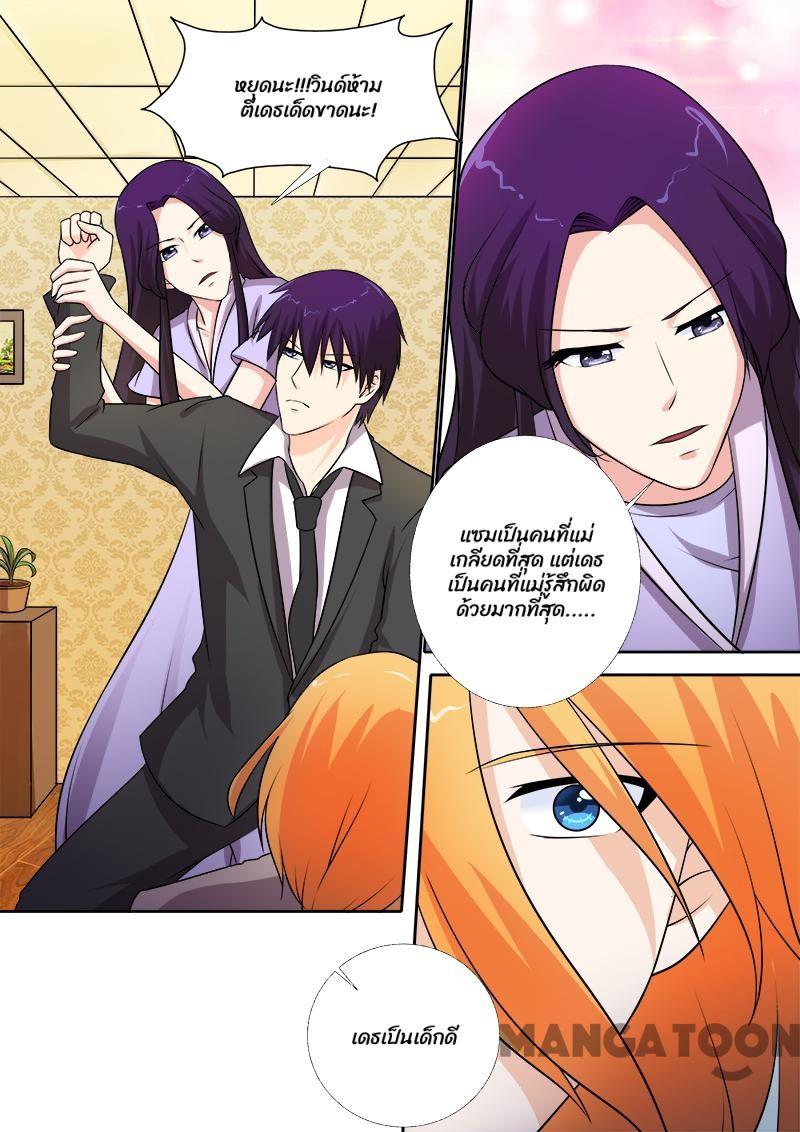 หยุดนะ!!!วินด์ห้าม
ตีเดธเด็ดขาดนะ!
แซมเป็นคนที่แม่
เกลียดที่สุด แต่เดธ
เป็นคนที่แม่รู้สึกผิด
ด้วยมากที่สุด.....
เดธเป็นเด็กดี
MANGATOON